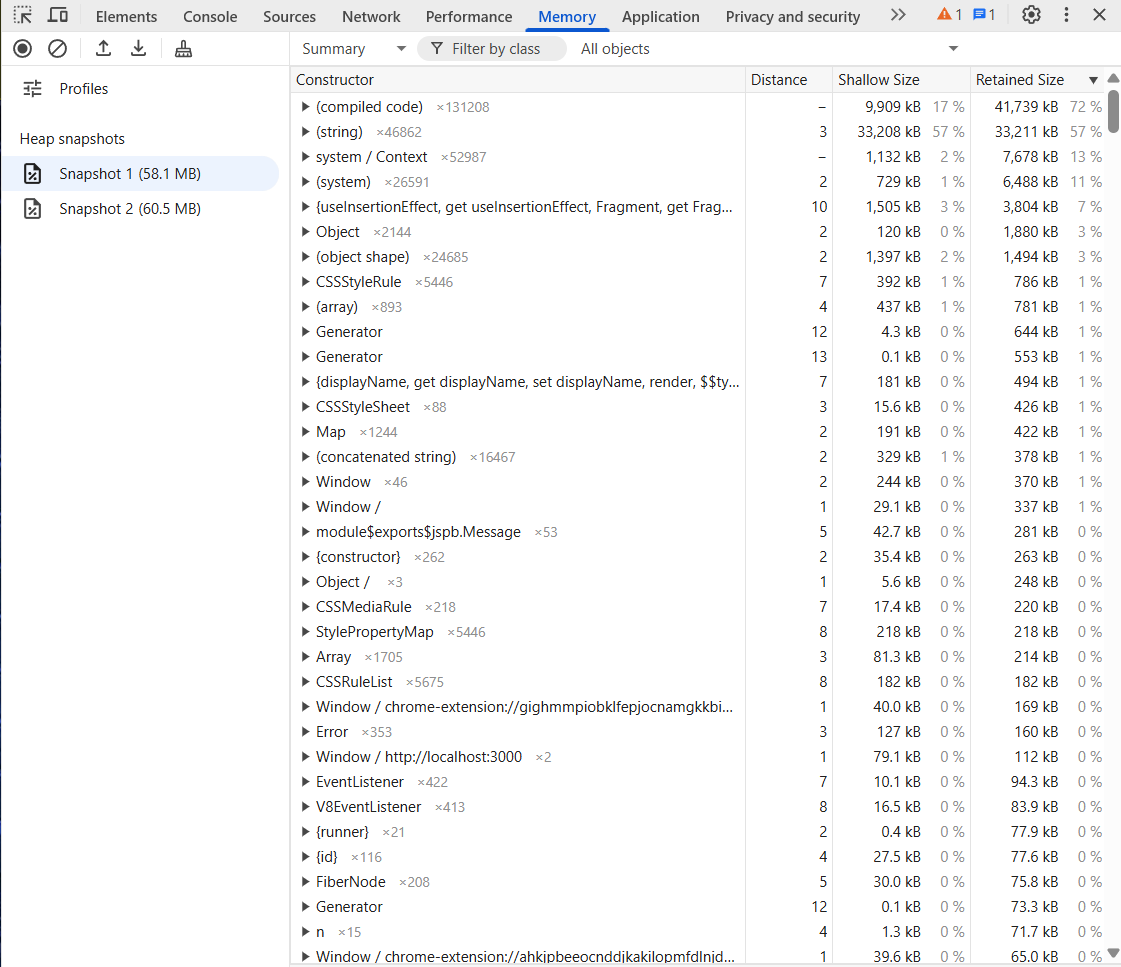 Elements Console Sources Network Performance Memory Application Privacy and security 1 1
Summary Filter by class All objects
Profiles
Heap snapshots
Snapshot 1 (58.1 MB)
Snapshot 2 (60.5 MB)
Constructor Distance Shallow Size Retained Size ▼
(compiled code) ×131208 – 9,909 kB 17 % 41,739 kB 72 %
(string) ×46862 3 33,208 kB 57 % 33,211 kB 57 %
system / Context ×52987 – 1,132 kB 2 % 7,678 kB 13 %
(system) ×26591 2 729 kB 1 % 6,488 kB 11 %
{useInsertionEffect, get useInsertionEffect, Fragment, get Frag… 10 1,505 kB 3 % 3,804 kB 7 %
Object ×2144 2 120 kB 0 % 1,880 kB 3 %
(object shape) ×24685 2 1,397 kB 2 % 1,494 kB 3 %
CSSStyleRule ×5446 7 392 kB 1 % 786 kB 1 %
(array) ×893 4 437 kB 1 % 781 kB 1 %
Generator 12 4.3 kB 0 % 644 kB 1 %
Generator 13 0.1 kB 0 % 553 kB 1 %
{displayName, get displayName, set displayName, render, $$ty… 7 181 kB 0 % 494 kB 1 %
CSSStyleSheet ×88 3 15.6 kB 0 % 426 kB 1 %
Map ×1244 2 191 kB 0 % 422 kB 1 %
(concatenated string) ×16467 2 329 kB 1 % 378 kB 1 %
Window ×46 2 244 kB 0 % 370 kB 1 %
Window / 1 29.1 kB 0 % 337 kB 1 %
module$exports$jspb.Message ×53 5 42.7 kB 0 % 281 kB 0 %
{constructor} ×262 2 35.4 kB 0 % 263 kB 0 %
Object / ×3 1 5.6 kB 0 % 248 kB 0 %
CSSMediaRule ×218 7 17.4 kB 0 % 220 kB 0 %
StylePropertyMap ×5446 8 218 kB 0 % 218 kB 0 %
Array ×1705 3 81.3 kB 0 % 214 kB 0 %
CSSRuleList ×5675 8 182 kB 0 % 182 kB 0 %
Window / chrome-extension://gighmmpiobklfepjocnamgkkbi… 1 40.0 kB 0 % 169 kB 0 %
Error ×353 3 127 kB 0 % 160 kB 0 %
Window / http://localhost:3000 ×2 1 79.1 kB 0 % 112 kB 0 %
EventListener ×422 7 10.1 kB 0 % 94.3 kB 0 %
V8EventListener ×413 8 16.5 kB 0 % 83.9 kB 0 %
{runner} ×21 2 0.4 kB 0 % 77.9 kB 0 %
{id} ×116 4 27.5 kB 0 % 77.6 kB 0 %
FiberNode ×208 5 30.0 kB 0 % 75.8 kB 0 %
Generator 12 0.1 kB 0 % 73.3 kB 0 %
n ×15 4 1.3 kB 0 % 71.7 kB 0 %
Window / chrome-extension://ahkjpbeeocnddjkakilopmfdlnjd… 1 39.6 kB 0 % 65.0 kB 0 %